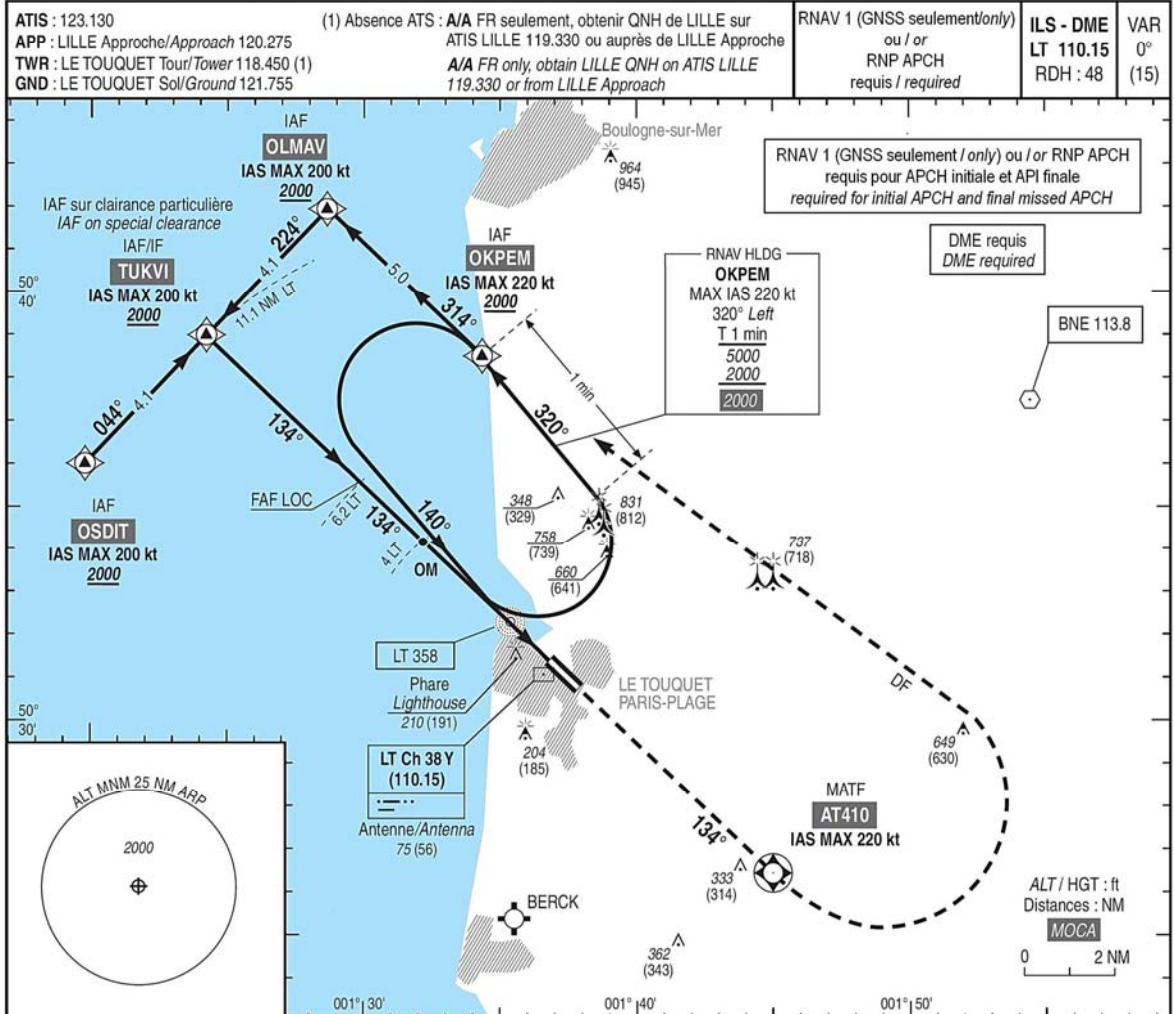 ATIS : 123.130
APP : LILLE Approche/Approach 120.275
TWR : LE TOUQUET Tour/Tower 118.450 (1)
GND : LE TOUQUET Sol/Ground 121.755
(1) Absence ATS : A/A FR seulement, obtenir QNH de LILLE sur
ATIS LILLE 119.330 ou auprès de LILLE Approche
A/A FR only, obtain LILLE QNH on ATIS LILLE
119.330 or from LILLE Approach
RNAV 1 (GNSS seulement/only)
ou / or
RNP APCH
requis / required
ILS - DME
LT 110.15
RDH : 48
VAR
0°
(15)
IAF
OLMAV
IAS MAX 200 kt
2000
Boulogne-sur-Mer
964
(945)
RNAV 1 (GNSS seulement / only) ou / or RNP APCH
requis pour APCH initiale et API finale
required for initial APCH and final missed APCH
IAF sur clairance particulière
IAF on special clearance
IAF/IF
TUKVI
IAS MAX 200 kt
2000
224°
4.1
11.1 NM LT
5.0
314°
IAF
OKPEM
IAS MAX 220 kt
2000
RNAV HLDG
OKPEM
MAX IAS 220 kt
320° Left
T 1 min
5000
2000
2000
DME requis
DME required
BNE 113.8
50°
40'
1 min
044°
4.1
134°
320°
IAF
OSDIT
IAS MAX 200 kt
2000
FAF LOC
6.2 LT
134°
140°
4 LT
OM
348
(329)
831
(812)
758
(739)
660
(641)
737
(718)
LT 358
Phare
Lighthouse
210 (191)
LE TOUQUET
PARIS-PLAGE
DF
50°
30'
204
(185)
649
(630)
LT Ch 38 Y
(110.15)
Antenne/Antenna
75 (56)
ALT MNM 25 NM ARP
2000
134°
MATF
AT410
IAS MAX 220 kt
333
(314)
BERCK
362
(343)
ALT / HGT : ft
Distances : NM
MOCA
0 2 NM
001° 30'
001° 40'
001° 50'